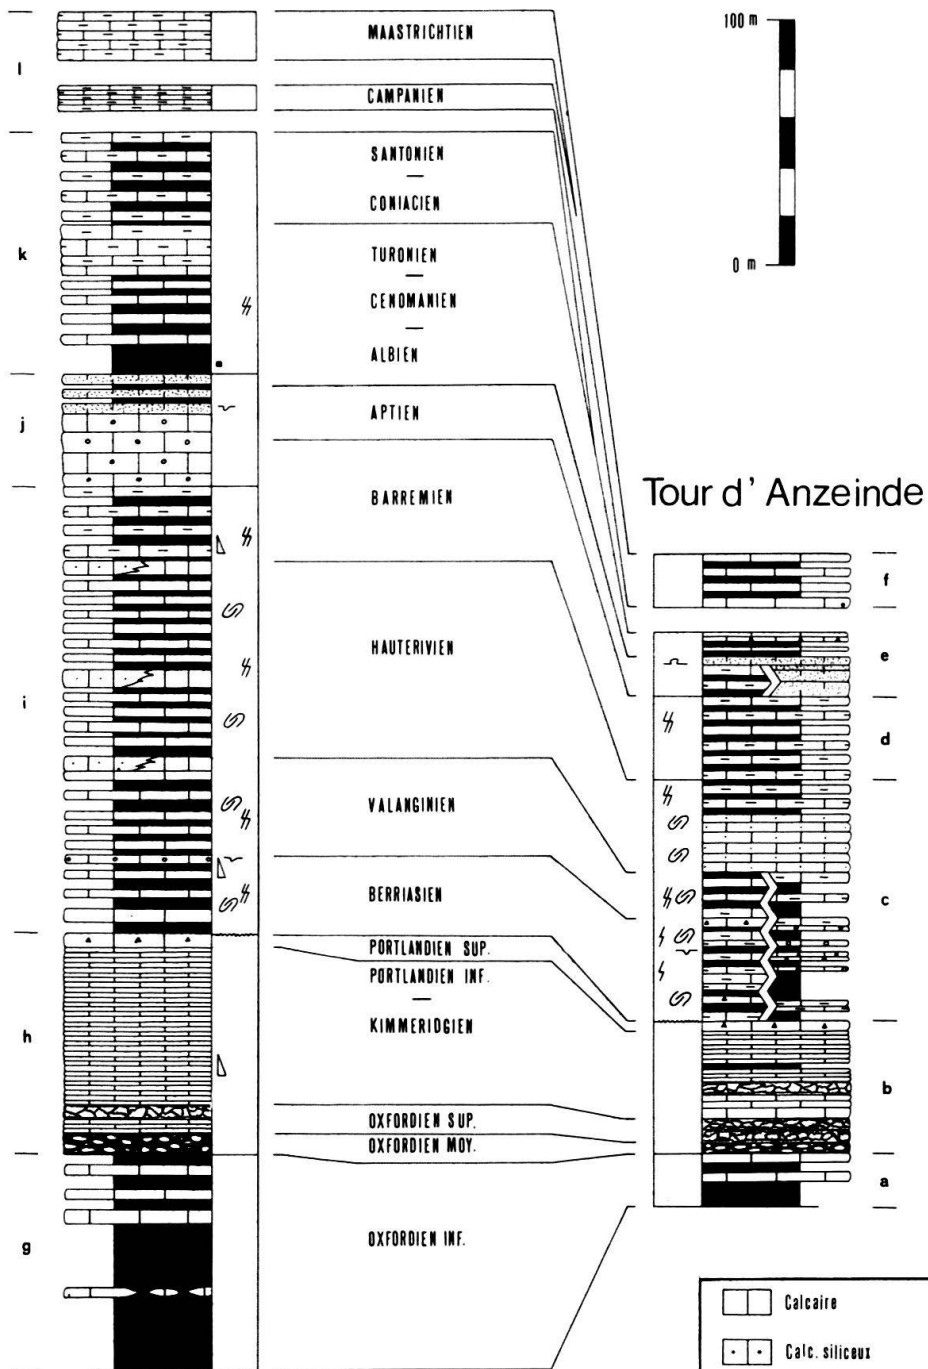 l
k
j
i
h
g
MAASTRICHTIEN
CAMPANIEN
SANTONIEN
—
CONIACIEN
TURONIEN
—
CENOMANIEN
—
ALBIEN
APTIEN
BARREMIEN
HAUTERIVIEN
VALANGINIEN
BERRIASIEN
PORTLANDIEN SUP.
PORTLANDIEN INF.
—
KIMMERIDGIEN
OXFORDIEN SUP.
OXFORDIEN MOY.
OXFORDIEN INF.
100 m
0 m
Tour d' Anzeinde
f
e
d
c
b
a
Calcaire
Calc. siliceux